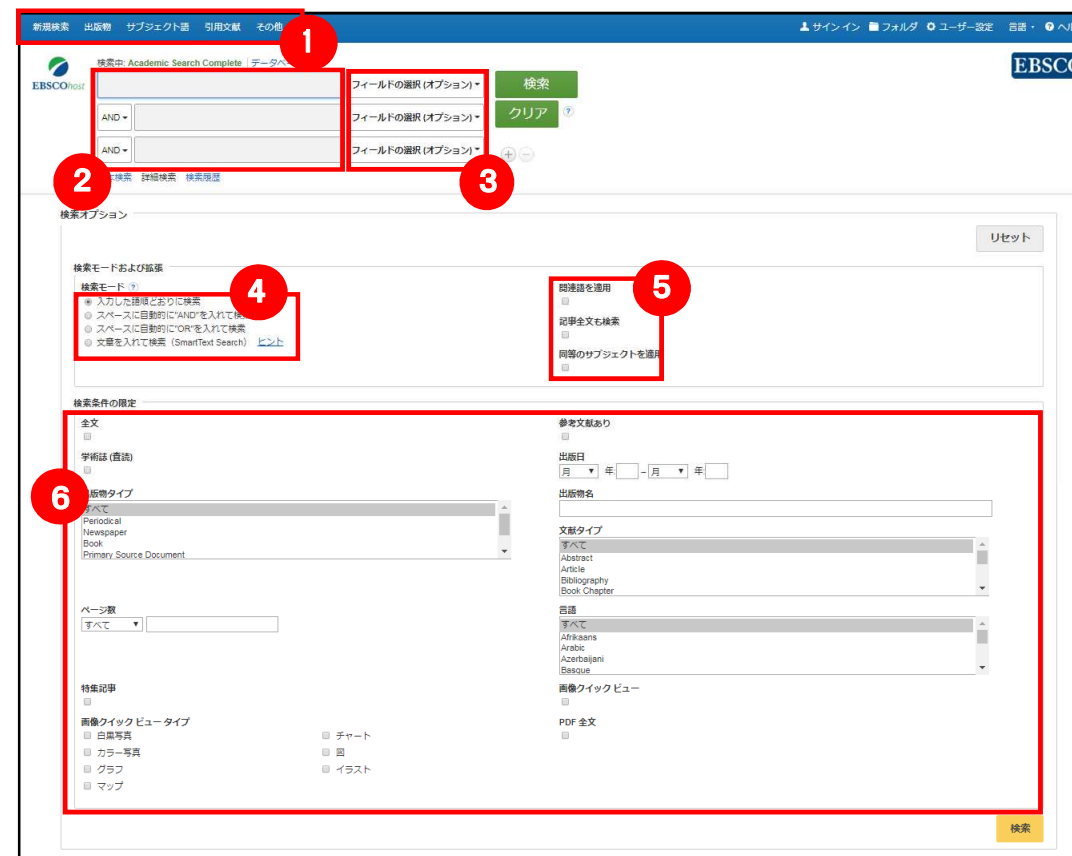 新規検索 出版物 サブジェクト語 引用文献 その他
サインイン フォルダ ユーザー設定 言語
1
EBSCOhost
検索中: Academic Search Complete
EBSCO
フィールドの選択 (オプション) 検索
AND フィールドの選択 (オプション) クリア ?
AND フィールドの選択 (オプション)
2
検索 詳細検索 検索履歴
3
検索オプション
リセット
検索モードおよび拡張
検索モード ?
4
入力した語順どおりに検索
スペースに自動的に"AND"を入れて
スペースに自動的に"OR"を入れて検索
文章を入れて検索 (SmartText Search) ヒント
関連語を適用
5
記事全文も検索
同等のサブジェクトを適用
検索条件の限定
全文
学術誌 (査読)
6
出版物タイプ
すべて
Periodical
Newspaper
Book
Primary Source Document
ページ数
すべて
特集記事
画像クイック ビュー タイプ
白黒写真
カラー写真
グラフ
マップ
チャート
図
イラスト
参考文献あり
出版日
月 年: – 月 年:
出版物名
文献タイプ
すべて
Abstract
Article
Bibliography
Book Chapter
言語
すべて
Afrikaans
Arabic
Azerbaijani
Basque
画像クイック ビュー
PDF 全文
検索